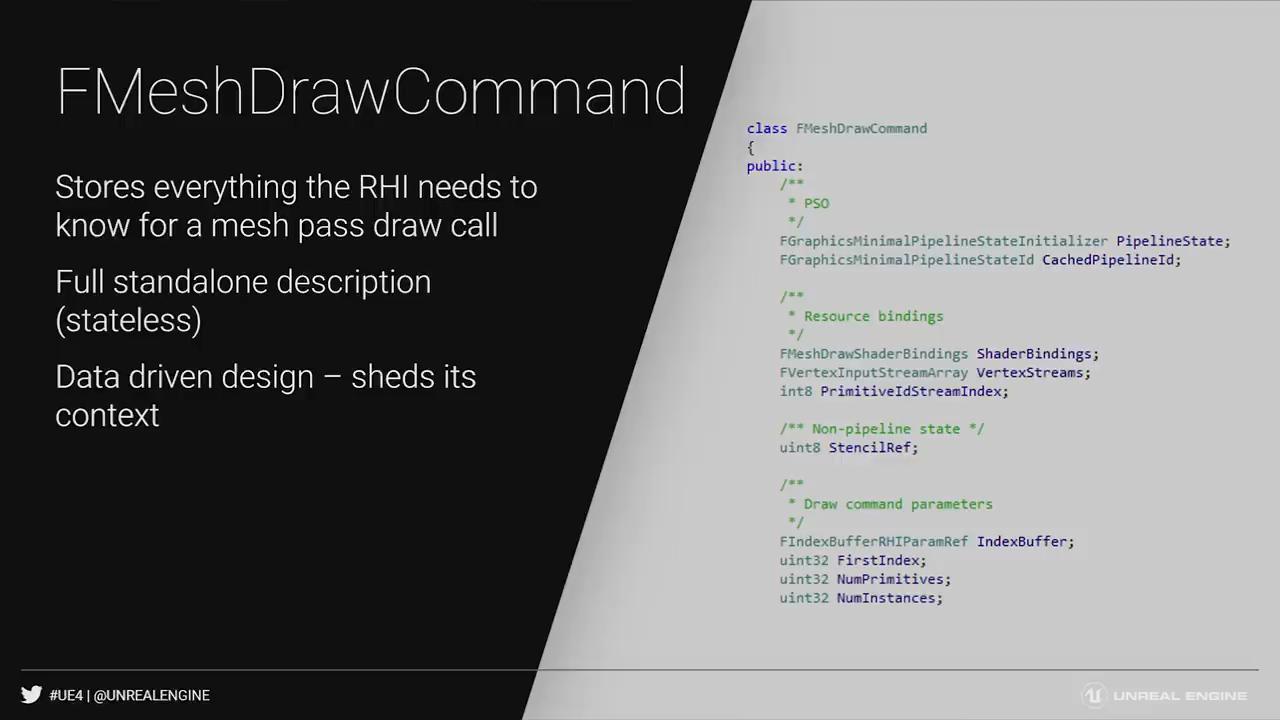 FMeshDrawCommand
Stores everything the RHI needs to
know for a mesh pass draw call
Full standalone description
(stateless)
Data driven design – sheds its
context
class FMeshDrawCommand
{
public:
/**
* PSO
*/
FGraphicsMinimalPipelineStateInitializer PipelineState;
FGraphicsMinimalPipelineStateId CachedPipelineId;
/**
* Resource bindings
*/
FMeshDrawShaderBindings ShaderBindings;
FVertexInputStreamArray VertexStreams;
int8 PrimitiveIdStreamIndex;
/** Non-pipeline state */
uint8 StencilRef;
/**
* Draw command parameters
*/
FIndexBufferRHIParamRef IndexBuffer;
uint32 FirstIndex;
uint32 NumPrimitives;
uint32 NumInstances;
#UE4 | @UNREALENGINE
UNREAL ENGINE